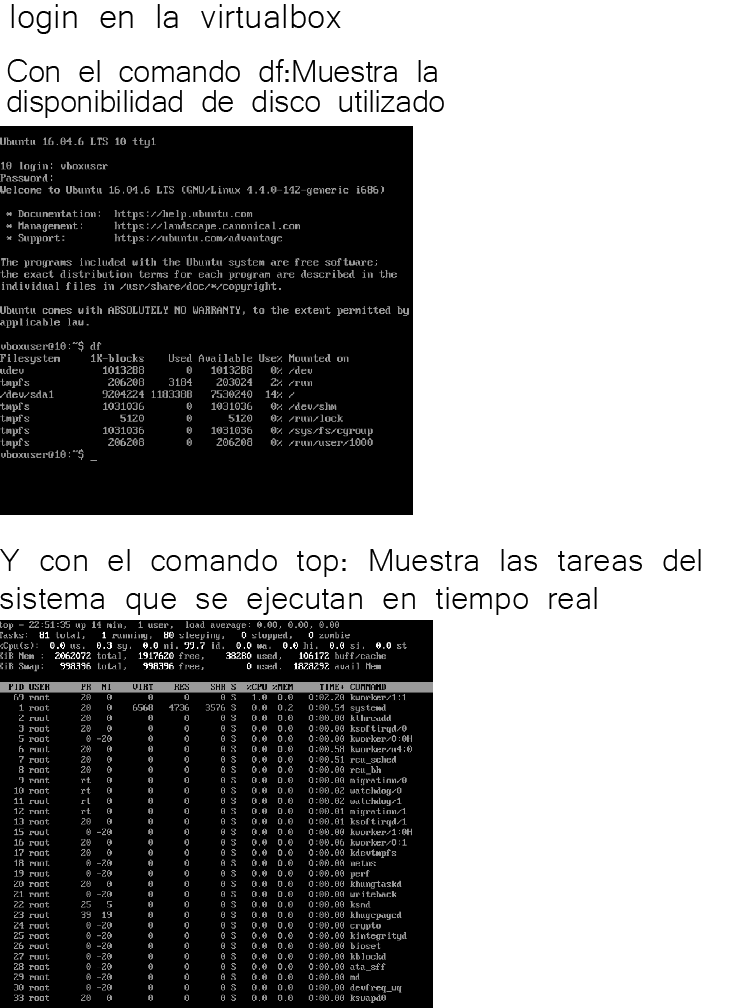 login en la virtualbox
Con el comando df:Muestra la
disponibilidad de disco utilizado
Ubuntu 16.04.6 LTS 10 tty1
10 login: vboxuser
Password:
Welcome to Ubuntu 16.04.6 LTS (GNU/Linux 4.4.0-142-generic i686)
* Documentation:  https://help.ubuntu.com
* Management:     https://landscape.canonical.com
* Support:        https://ubuntu.com/advantage
The programs included with the Ubuntu system are free software;
the exact distribution terms for each program are described in the
individual files in /usr/share/doc/*/copyright.
Ubuntu comes with ABSOLUTELY NO WARRANTY, to the extent permitted by
applicable law.
vboxuser@10:~$ df
Filesystem 1K-blocks Used Available Use% Mounted on
udev 1013288 0 1013288 0% /dev
tmpfs 206208 3184 203024 2% /run
/dev/sda1 9204224 1183388 7530240 14% /
tmpfs 1031036 0 1031036 0% /dev/shm
tmpfs 5120 0 5120 0% /run/lock
tmpfs 1031036 0 1031036 0% /sys/fs/cgroup
tmpfs 206208 0 206208 0% /run/user/1000
vboxuser@10:~$ _
Y con el comando top: Muestra las tareas del
sistema que se ejecutan en tiempo real
top - 22:51:35 up 14 min, 1 user, load average: 0.00, 0.00, 0.00
Tasks: 81 total, 1 running, 80 sleeping, 0 stopped, 0 zombie
%Cpu(s): 0.0 us, 0.3 sy, 0.0 ni, 99.7 id, 0.0 wa, 0.0 hi, 0.0 si, 0.0 st
KiB Mem : 2062072 total, 1917620 free, 38280 used, 106172 buff/cache
KiB Swap: 998396 total, 998396 free, 0 used. 1828292 avail Mem
PID USER PR NI VIRT RES SHR S %CPU %MEM TIME+ COMMAND
69 root 20 0 0 0 0 S 1.0 0.0 0:02.20 kworker/1:1
1 root 20 0 6568 4736 3576 S 0.0 0.2 0:00.54 systemd
2 root 20 0 0 0 0 S 0.0 0.0 0:00.00 kthreadd
3 root 20 0 0 0 0 S 0.0 0.0 0:00.00 ksoftirqd/0
5 root 0 -20 0 0 0 S 0.0 0.0 0:00.00 kworker/0:0H
6 root 20 0 0 0 0 S 0.0 0.0 0:00.58 kworker/u4:0
7 root 20 0 0 0 0 S 0.0 0.0 0:00.51 rcu_sched
8 root 20 0 0 0 0 S 0.0 0.0 0:00.00 rcu_bh
9 root rt 0 0 0 0 S 0.0 0.0 0:00.00 migration/0
10 root rt 0 0 0 0 S 0.0 0.0 0:00.02 watchdog/0
11 root rt 0 0 0 0 S 0.0 0.0 0:00.02 watchdog/1
12 root rt 0 0 0 0 S 0.0 0.0 0:00.01 migration/1
13 root 20 0 0 0 0 S 0.0 0.0 0:00.01 ksoftirqd/1
15 root 0 -20 0 0 0 S 0.0 0.0 0:00.00 kworker/1:0H
16 root 20 0 0 0 0 S 0.0 0.0 0:00.06 kworker/0:1
17 root 20 0 0 0 0 S 0.0 0.0 0:00.00 kdevtmpfs
18 root 0 -20 0 0 0 S 0.0 0.0 0:00.00 netns
19 root 0 -20 0 0 0 S 0.0 0.0 0:00.00 perf
20 root 20 0 0 0 0 S 0.0 0.0 0:00.00 khungtaskd
21 root 0 -20 0 0 0 S 0.0 0.0 0:00.00 writeback
22 root 25 5 0 0 0 S 0.0 0.0 0:00.00 ksmd
23 root 39 19 0 0 0 S 0.0 0.0 0:00.00 khugepaged
24 root 0 -20 0 0 0 S 0.0 0.0 0:00.00 crypto
25 root 0 -20 0 0 0 S 0.0 0.0 0:00.00 kintegrityd
26 root 0 -20 0 0 0 S 0.0 0.0 0:00.00 bioset
27 root 0 -20 0 0 0 S 0.0 0.0 0:00.00 kblockd
28 root 0 -20 0 0 0 S 0.0 0.0 0:00.00 ata_sff
29 root 0 -20 0 0 0 S 0.0 0.0 0:00.00 md
30 root 0 -20 0 0 0 S 0.0 0.0 0:00.00 devfreq_wq
33 root 20 0 0 0 0 S 0.0 0.0 0:00.00 kswapd0